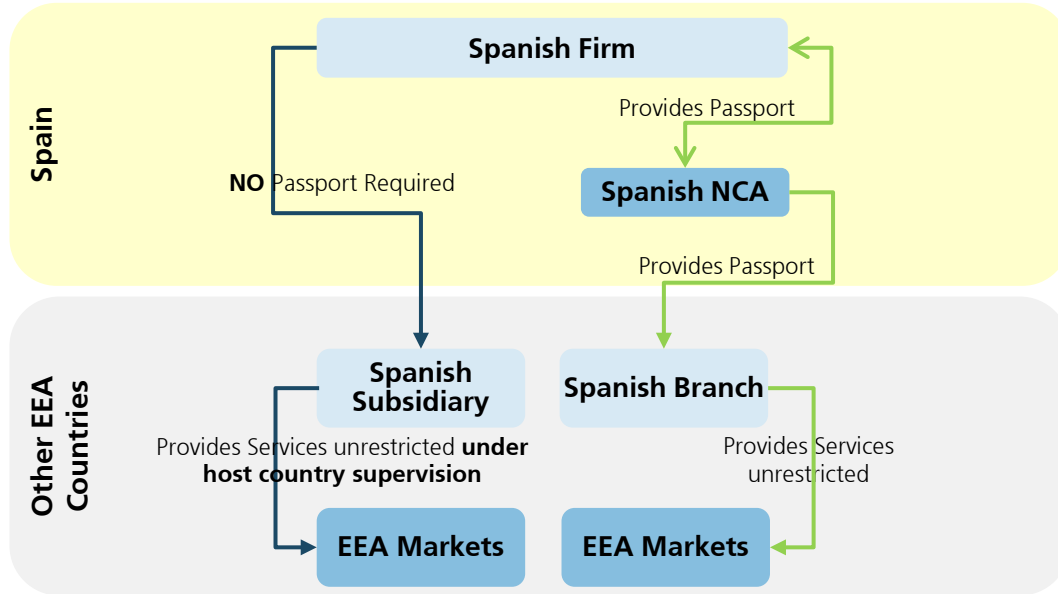 Spain
Spanish Firm
Provides Passport
NO Passport Required
Spanish NCA
Provides Passport
Other EEA
Countries
Spanish
Subsidiary
Spanish Branch
Provides Services unrestricted under
host country supervision
Provides Services
unrestricted
EEA Markets
EEA Markets